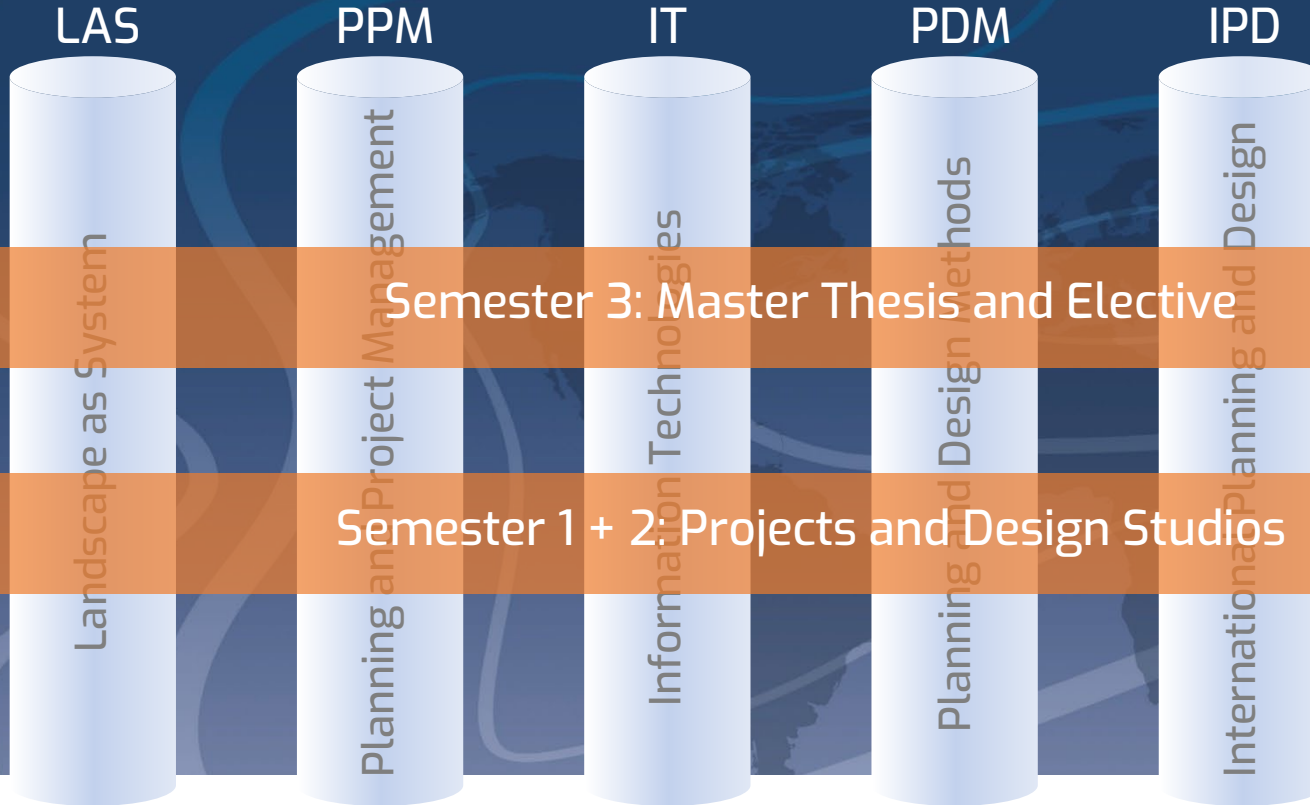 LAS
PPM
IT
PDM
IPD
Landscape as System
Planning and Project Management
Information Technologies
Planning and Design Methods
International Planning and Design
Semester 3: Master Thesis and Elective
Semester 1 + 2: Projects and Design Studios